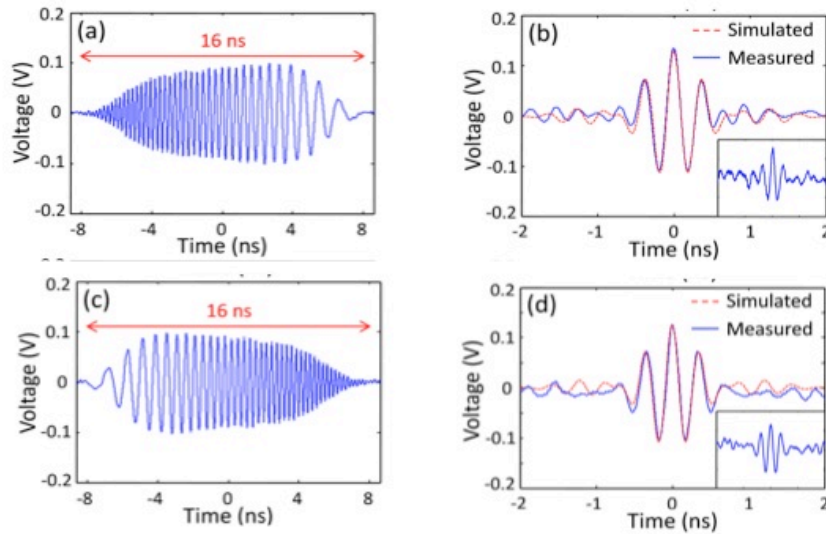 (a)
16 ns
Voltage (V)
0.2
0.1
0
-0.1
-0.2
-8
-4
0
4
8
Time (ns)
(b)
Simulated
Measured
Voltage (V)
0.2
0.1
0
-0.1
-0.2
-2
-1
0
1
2
Time (ns)
(c)
16 ns
Voltage (V)
0.2
0.1
0
-0.1
-0.2
-8
-4
0
4
8
Time (ns)
(d)
Simulated
Measured
Voltage (V)
0.2
0.1
0
-0.1
-0.2
-2
-1
0
1
2
Time (ns)